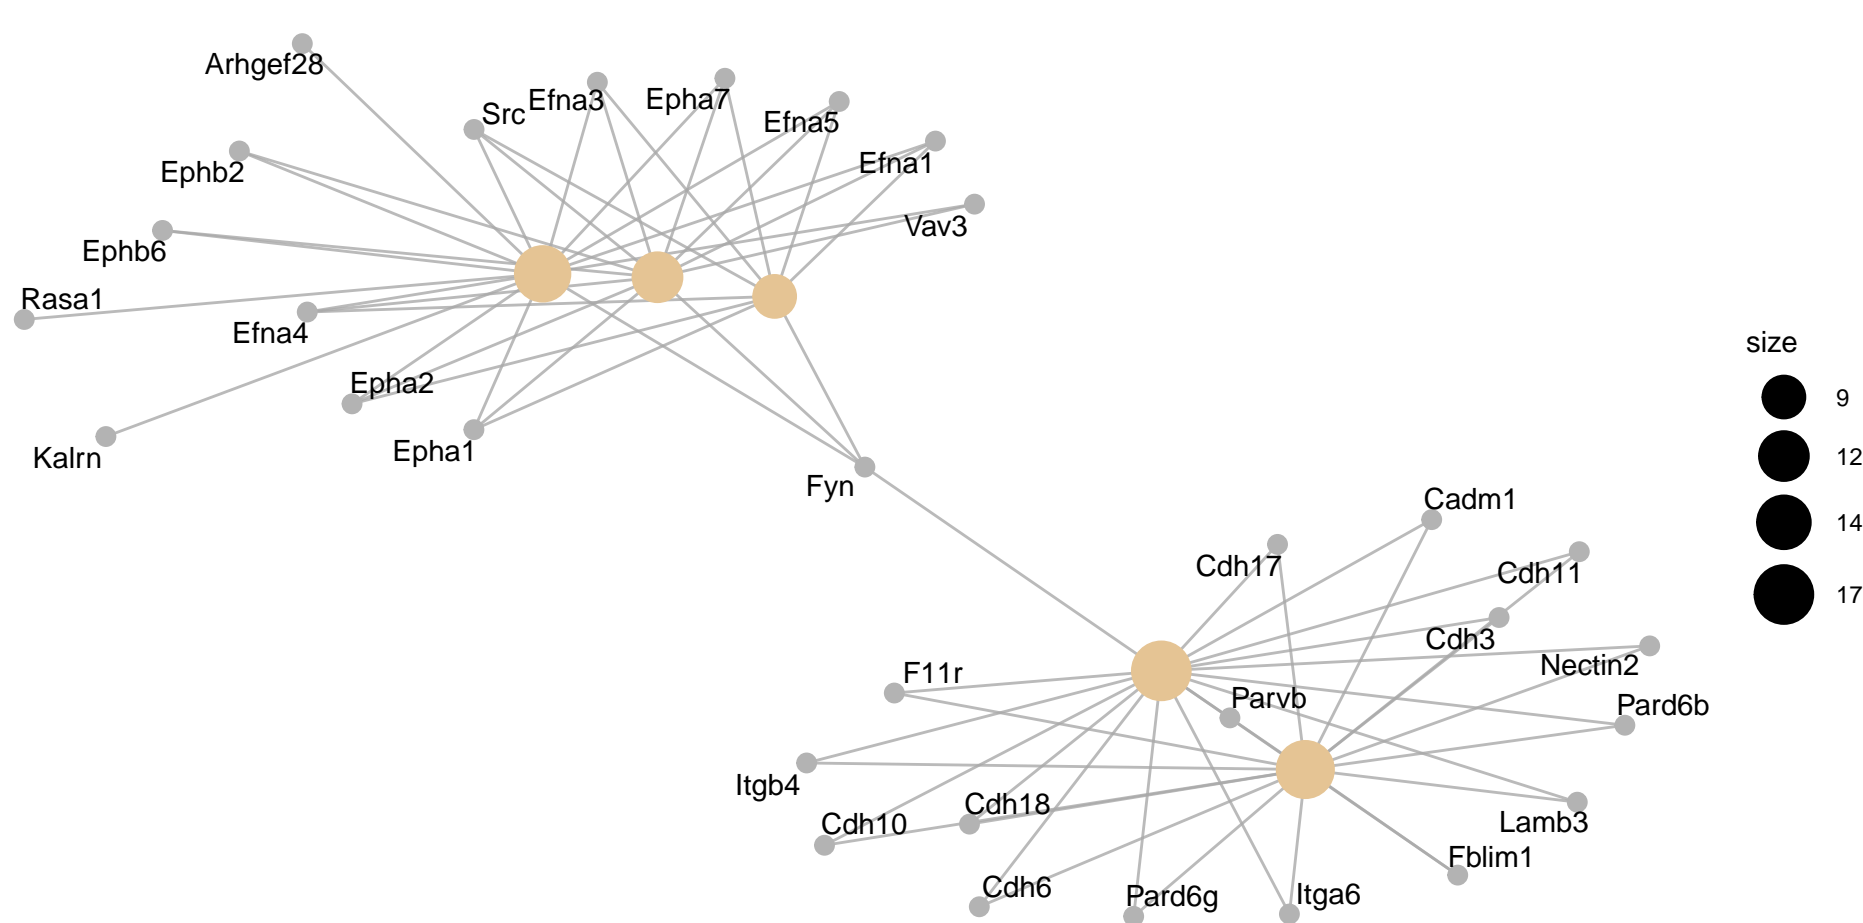 Arhgef28
Src
Efna3
Epha7
Efna5
Efna1
Ephb2
Vav3
Ephb6
Rasa1
Efna4
Epha2
Epha1
Kalrn
Fyn
size
9
12
14
17
Cadm1
Cdh17
Cdh11
Cdh3
Nectin2
F11r
Parvb
Pard6b
Itgb4
Cdh18
Cdh10
Lamb3
Fblim1
Cdh6
Pard6g
Itga6